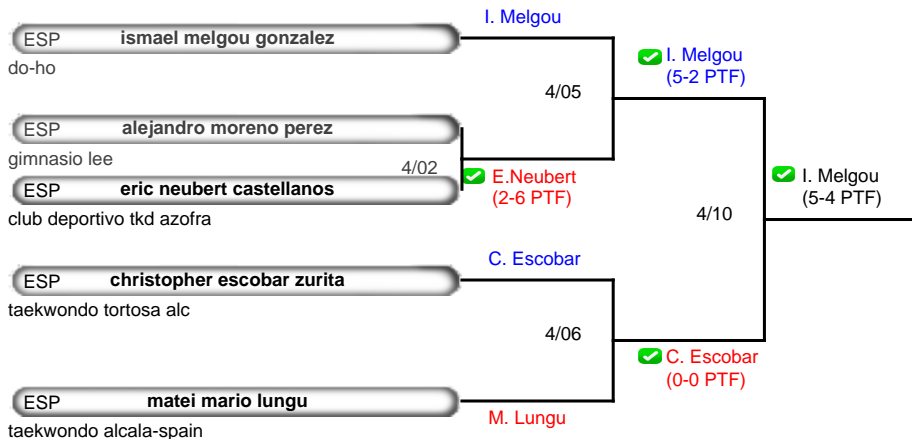 I. Melgou
ESP ismael melgou gonzalez
do-ho
I. Melgou
(5-2 PTF)
4/05
ESP alejandro moreno perez
gimnasio lee
4/02
ESP eric neubert castellanos
club deportivo tkd azofra
E.Neubert
(2-6 PTF)
I. Melgou
(5-4 PTF)
4/10
C. Escobar
ESP christopher escobar zurita
taekwondo tortosa alc
4/06
C. Escobar
(0-0 PTF)
ESP matei mario lungu
taekwondo alcala-spain
M. Lungu